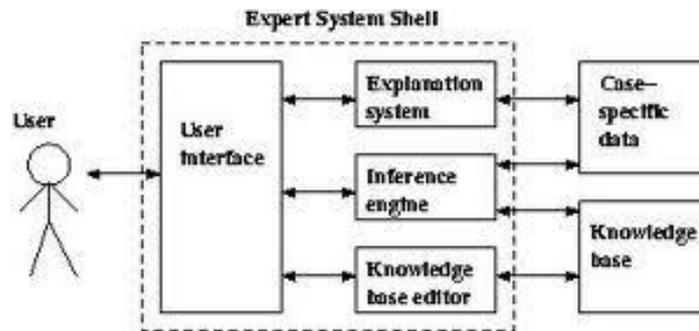 Expert System Shell
User
User
interface
Explanation
system
Inference
engine
Knowledge
base editor
Case-
specific
data
Knowledge
base